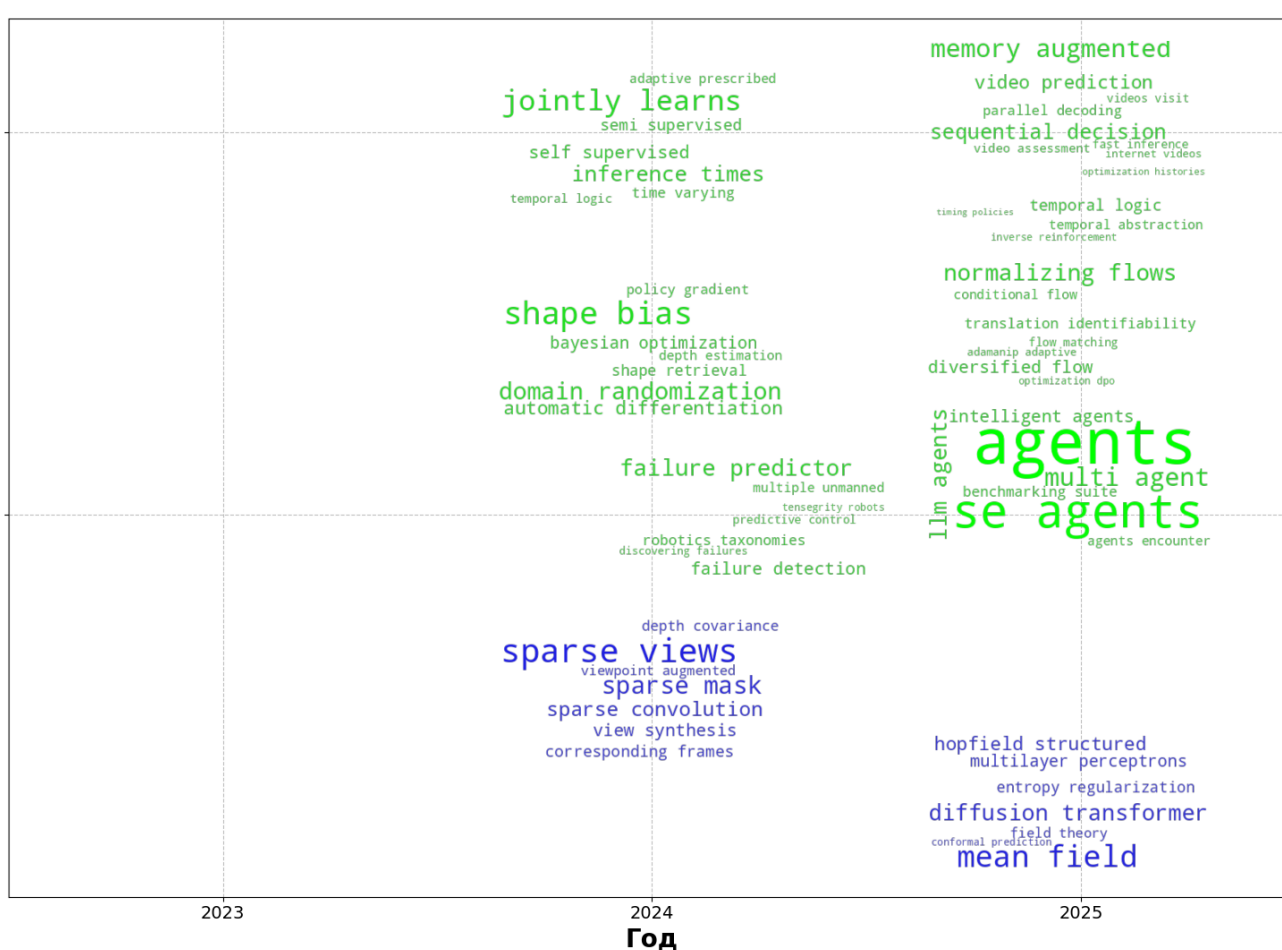 adaptive prescribed
jointly learns
semi supervised
self supervised
inference times
time varying
temporal logic
policy gradient
shape bias
bayesian optimization
depth estimation
shape retrieval
domain randomization
automatic differentiation
failure predictor
multiple unmanned
tensegrity robots
predictive control
robotics taxonomies
discovering failures
failure detection
depth covariance
sparse views
viewpoint augmented
sparse mask
sparse convolution
view synthesis
corresponding frames
memory augmented
video prediction
videos visit
parallel decoding
sequential decision
fast inference
video assessment
internet videos
optimization histories
temporal logic
timing policies
temporal abstraction
inverse reinforcement
normalizing flows
conditional flow
translation identifiability
flow matching
adamanip adaptive
diversified flow
optimization dpo
intelligent agents
agents
llm agents
multi agent
benchmarking suite
se agents
agents encounter
hopfield structured
multilayer perceptrons
entropy regularization
diffusion transformer
field theory
conformal prediction
mean field
2023
2024
2025
Год